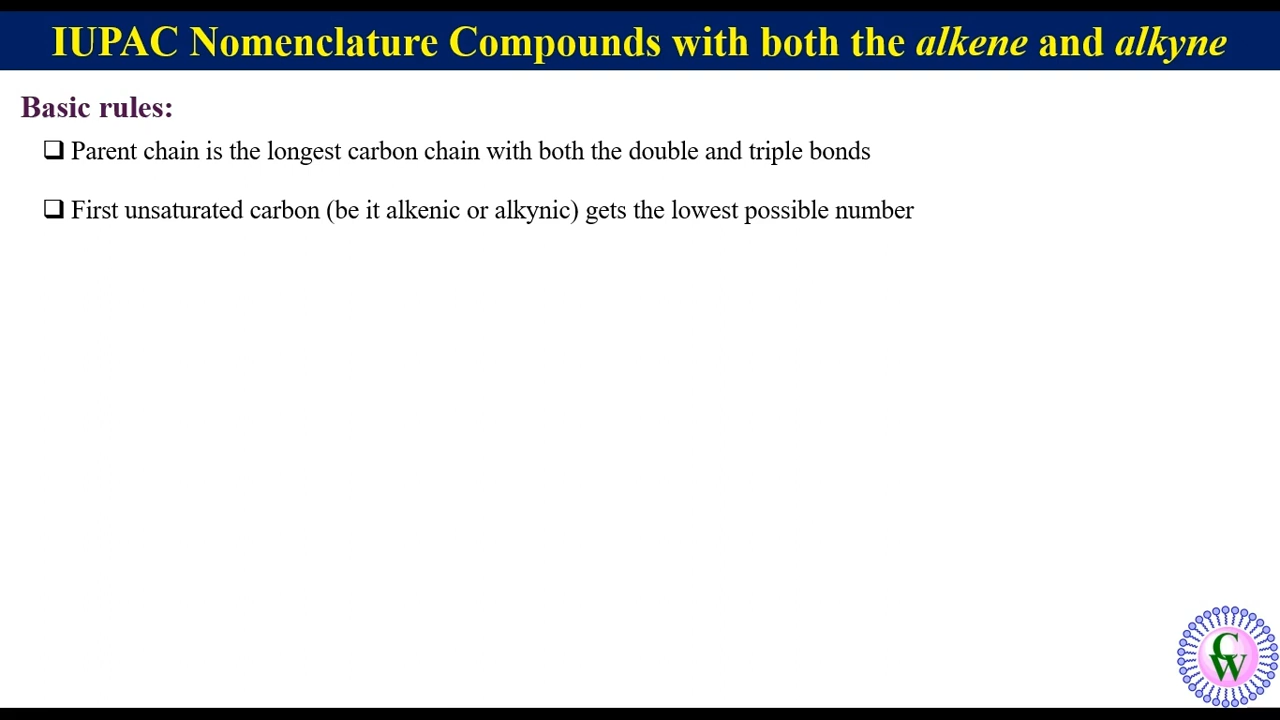 IUPAC Nomenclature Compounds with both the alkene and alkyne
Basic rules:
❑ Parent chain is the longest carbon chain with both the double and triple bonds
❑ First unsaturated carbon (be it alkenic or alkynic) gets the lowest possible number
CW